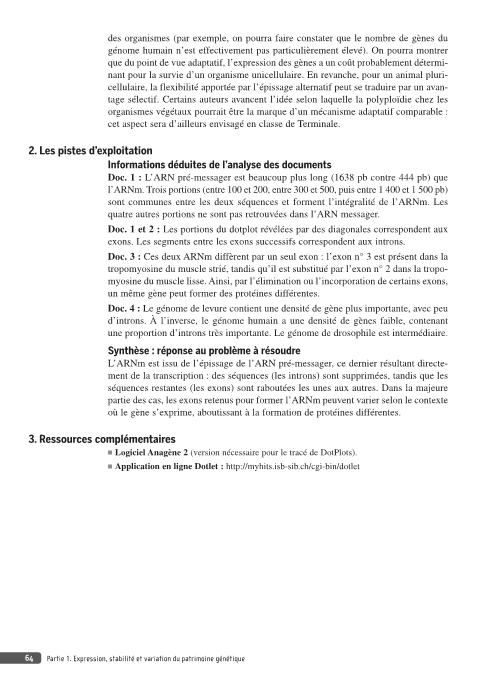 des organismes (par exemple, on pourra faire constater que le nombre de gènes du
génome humain n'est effectivement pas particulièrement élevé). On pourra montrer
que du point de vue adaptatif, l'expression des gènes a un coût probablement détermi-
nant pour la survie d'un organisme unicellulaire. En revanche, pour un animal pluri-
cellulaire, la flexibilité apportée par l'épissage alternatif peut se traduire par un avan-
tage sélectif. Certains auteurs avancent l'idée selon laquelle la polyploïdie chez les
organismes végétaux pourrait être la marque d'un mécanisme adaptatif comparable :
cet aspect sera d'ailleurs envisagé en classe de Terminale.
2. Les pistes d'exploitation
Informations déduites de l'analyse des documents
Doc. 1 : L'ARN pré-messager est beaucoup plus long (1638 pb contre 444 pb) que
l'ARNm. Trois portions (entre 100 et 200, entre 300 et 500, puis entre 1 400 et 1 500 pb)
sont communes entre les deux séquences et forment l'intégralité de l'ARNm. Les
quatre autres portions ne sont pas retrouvées dans l'ARN messager.
Doc. 1 et 2 : Les portions du dotplot révélées par des diagonales correspondent aux
exons. Les segments entre les exons successifs correspondent aux introns.
Doc. 3 : Ces deux ARNm diffèrent par un seul exon : l'exon n° 3 est présent dans la
tropomyosine du muscle strié, tandis qu'il est substitué par l'exon n° 2 dans la tropo-
myosine du muscle lisse. Ainsi, par l'élimination ou l'incorporation de certains exons,
un même gène peut former des protéines différentes.
Doc. 4 : Le génome de levure contient une densité de gène plus importante, avec peu
d'introns. À l'inverse, le génome humain a une densité de gènes faible, contenant
une proportion d'introns très importante. Le génome de drosophile est intermédiaire.
Synthèse : réponse au problème à résoudre
L'ARNm est issu de l'épissage de l'ARN pré-messager, ce dernier résultant directe-
ment de la transcription : des séquences (les introns) sont supprimées, tandis que les
séquences restantes (les exons) sont raboutées les unes aux autres. Dans la majeure
partie des cas, les exons retenus pour former l'ARNm peuvent varier selon le contexte
où le gène s'exprime, aboutissant à la formation de protéines différentes.
3. Ressources complémentaires
■ Logiciel Anagène 2 (version nécessaire pour le tracé de DotPlots).
■ Application en ligne Dotlet : http://myhits.isb-sib.ch/cgi-bin/dotlet
64 Partie 1. Expression, stabilité et variation du patrimoine génétique